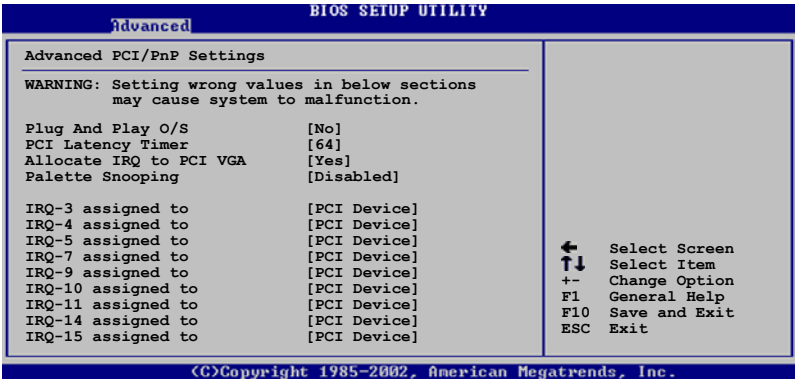 BIOS SETUP UTILITY
Advanced
Advanced PCI/PnP Settings
WARNING: Setting wrong values in below sections
may cause system to malfunction.
Plug And Play O/S [No]
PCI Latency Timer [64]
Allocate IRQ to PCI VGA [Yes]
Palette Snooping [Disabled]
IRQ-3 assigned to [PCI Device]
IRQ-4 assigned to [PCI Device]
IRQ-5 assigned to [PCI Device]
IRQ-7 assigned to [PCI Device]
IRQ-9 assigned to [PCI Device]
IRQ-10 assigned to [PCI Device]
IRQ-11 assigned to [PCI Device]
IRQ-14 assigned to [PCI Device]
IRQ-15 assigned to [PCI Device]
← Select Screen
↑↓ Select Item
+- Change Option
F1 General Help
F10 Save and Exit
ESC Exit
(C)Copyright 1985-2002, American Megatrends, Inc.